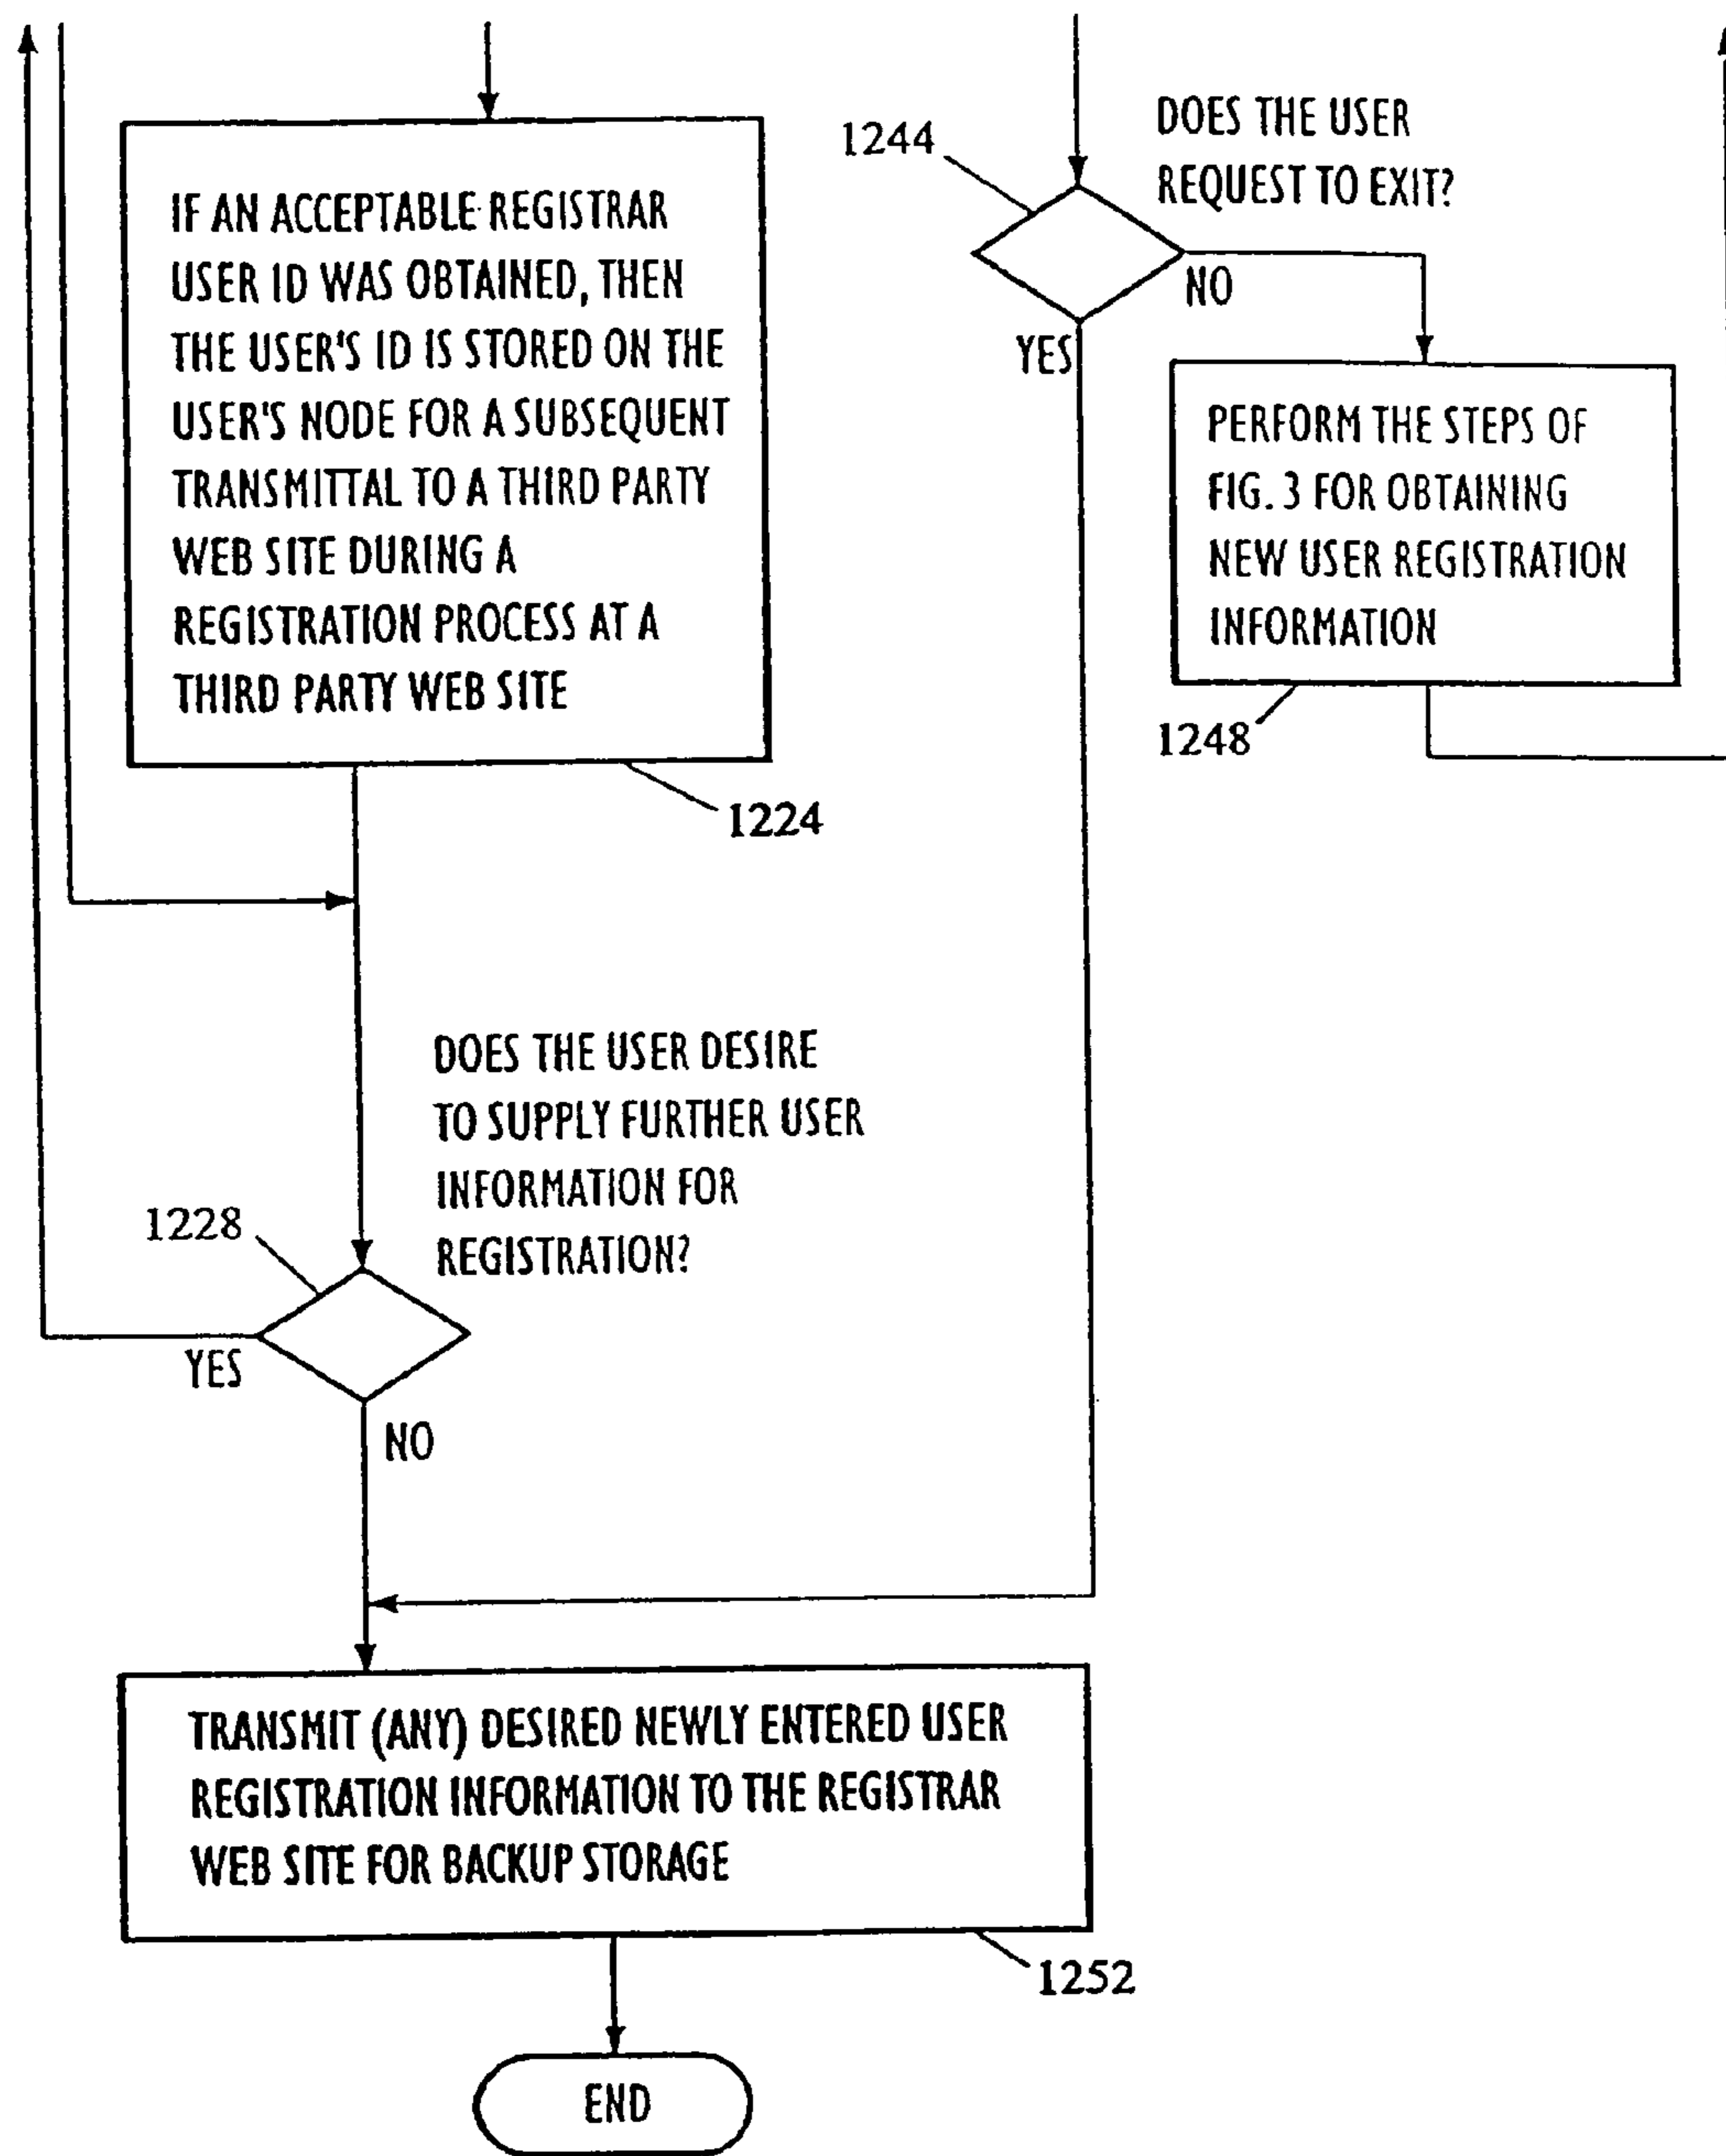 IF AN ACCEPTABLE REGISTRAR
USER ID WAS OBTAINED, THEN
THE USER'S ID IS STORED ON THE
USER'S NODE FOR A SUBSEQUENT
TRANSMITTAL TO A THIRD PARTY
WEB SITE DURING A
REGISTRATION PROCESS AT A
THIRD PARTY WEB SITE
1224
1244
DOES THE USER
REQUEST TO EXIT?
NO
YES
PERFORM THE STEPS OF
FIG. 3 FOR OBTAINING
NEW USER REGISTRATION
INFORMATION
1248
DOES THE USER DESIRE
TO SUPPLY FURTHER USER
INFORMATION FOR
REGISTRATION?
1228
YES
NO
TRANSMIT (ANY) DESIRED NEWLY ENTERED USER
REGISTRATION INFORMATION TO THE REGISTRAR
WEB SITE FOR BACKUP STORAGE
1252
END